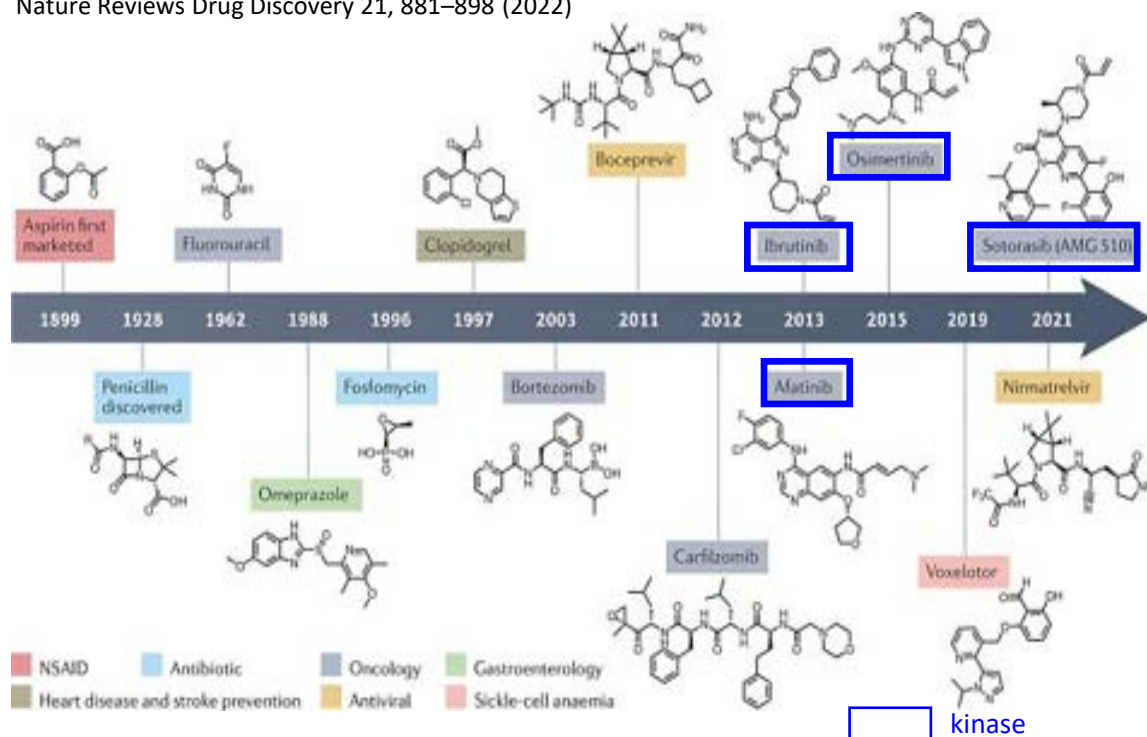 Nature Reviews Drug Discovery 21, 881–898 (2022)
Boceprevir
Osimertinib
Aspirin first
marketed
Fluorouracil
Clopidogrel
Ibrutinib
Sotorasib (AMG 510)
1899 1928 1962 1988 1996 1997 2003 2011 2012 2013 2015 2019 2021
Penicillin
discovered
Fosfomycin
Bortezomib
Afatinib
Nirmatrelvir
Omeprazole
Carfilzomib
Voxelotor
NSAID
Antibiotic
Oncology
Gastroenterology
Heart disease and stroke prevention
Antiviral
Sickle-cell anaemia
kinase